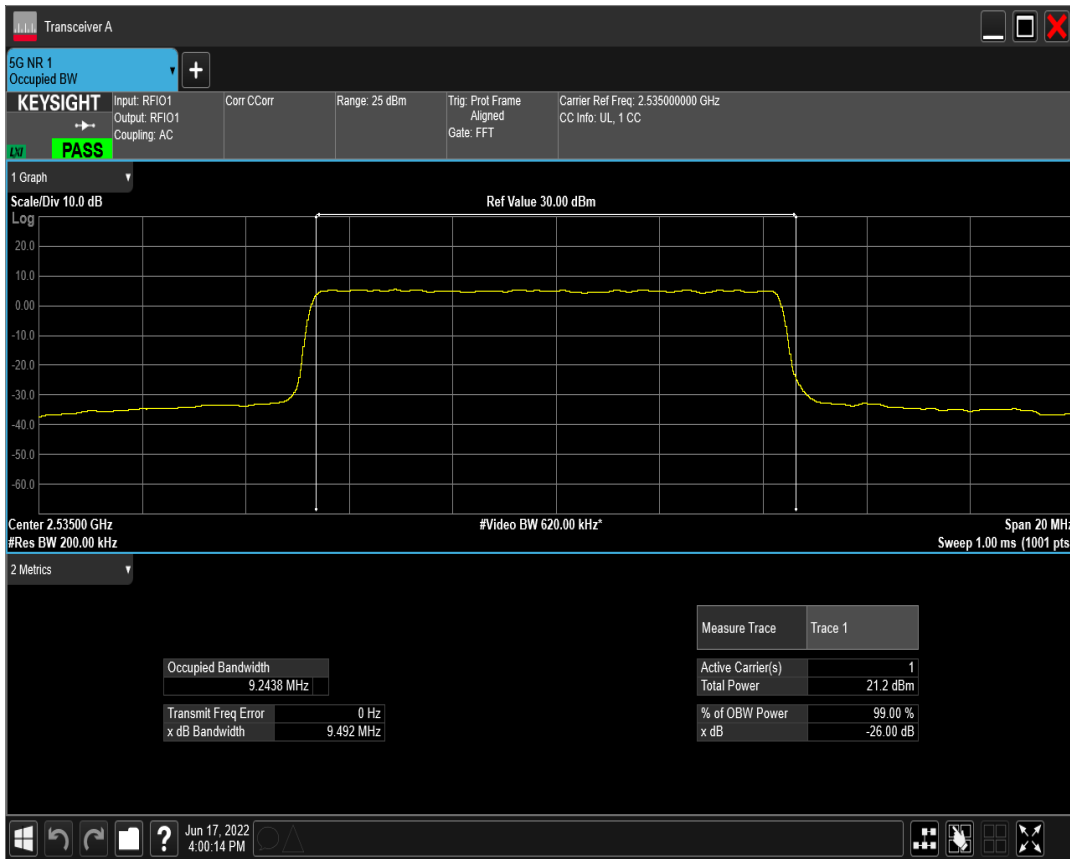 Transceiver A
5G NR 1
Occupied BW
KEYSIGHT
LXI
PASS
Input: RFIO1
Output: RFIO1
Coupling: AC
Corr CCorr
Range: 25 dBm
Trig: Prot Frame
Aligned
Gate: FFT
Carrier Ref Freq: 2.535000000 GHz
CC Info: UL, 1 CC
1 Graph
Scale/Div 10.0 dB
Ref Value 30.00 dBm
Log
20.0
10.0
0.00
-10.0
-20.0
-30.0
-40.0
-50.0
-60.0
Center 2.53500 GHz
#Video BW 620.00 kHz*
Span 20 MHz
#Res BW 200.00 kHz
Sweep 1.00 ms (1001 pts
2 Metrics
Measure Trace Trace 1
Occupied Bandwidth
9.2438 MHz
Active Carrier(s) 1
Total Power 21.2 dBm
Transmit Freq Error 0 Hz
x dB Bandwidth 9.492 MHz
% of OBW Power 99.00 %
x dB -26.00 dB
?
Jun 17, 2022
4:00:14 PM